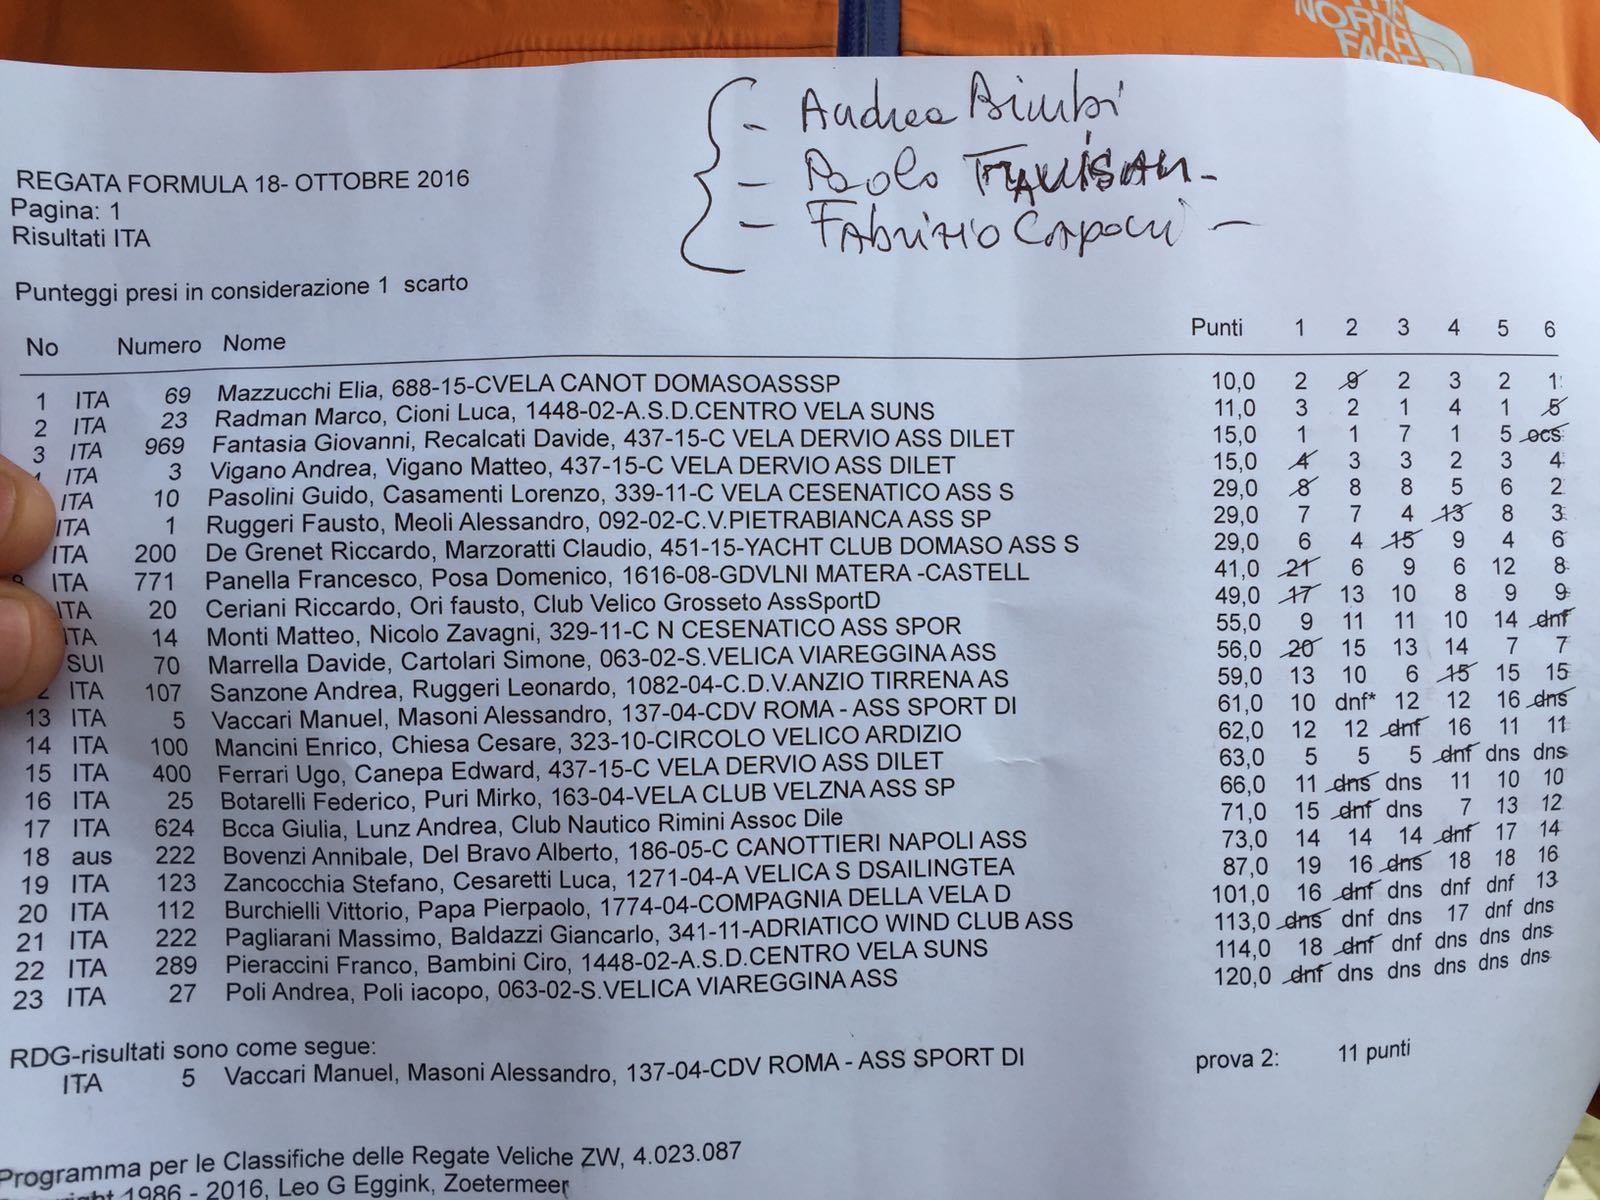 THE
NORTH
FACE
- Andrea Bimbi
- Paolo
- Fabrizio Capocci -
REGATA FORMULA 18- OTTOBRE 2016
Pagina: 1
Risultati ITA
Punteggi presi in considerazione 1 scarto
No Numero Nome Punti 1 2 3 4 5 6
1 ITA 69 Mazzucchi Elia, 688-15-CVELA CANOT DOMASOASSSP 10,0 2 9 2 3 2 1
2 ITA 23 Radman Marco, Cioni Luca, 1448-02-A.S.D.CENTRO VELA SUNS 11,0 3 2 1 4 1 5
3 ITA 969 Fantasia Giovanni, Recalcati Davide, 437-15-C VELA DERVIO ASS DILET 15,0 1 1 7 1 5 ocs
ITA 3 Vigano Andrea, Vigano Matteo, 437-15-C VELA DERVIO ASS DILET 15,0 4 3 3 2 3 4
ITA 10 Pasolini Guido, Casamenti Lorenzo, 339-11-C VELA CESENATICO ASS S 29,0 8 8 8 5 6 2
ITA 1 Ruggeri Fausto, Meoli Alessandro, 092-02-C.V.PIETRABIANCA ASS SP 29,0 7 7 4 13 8 3
ITA 200 De Grenet Riccardo, Marzoratti Claudio, 451-15-YACHT CLUB DOMASO ASS S 29,0 6 4 15 9 4 6
8 ITA 771 Panella Francesco, Posa Domenico, 1616-08-GDVLNI MATERA -CASTELL 41,0 21 6 9 6 12 8
ITA 20 Ceriani Riccardo, Ori fausto, Club Velico Grosseto AssSportD 49,0 17 13 10 8 9 9
ITA 14 Monti Matteo, Nicolo Zavagni, 329-11-C N CESENATICO ASS SPOR 55,0 9 11 11 10 14 dnf
SUI 70 Marrella Davide, Cartolari Simone, 063-02-S.VELICA VIAREGGINA ASS 56,0 20 15 13 14 7 7
2 ITA 107 Sanzone Andrea, Ruggeri Leonardo, 1082-04-C.D.V.ANZIO TIRRENA AS 59,0 13 10 6 15 15 15
13 ITA 5 Vaccari Manuel, Masoni Alessandro, 137-04-CDV ROMA - ASS SPORT DI 61,0 10 dnf* 12 12 16 dns
14 ITA 100 Mancini Enrico, Chiesa Cesare, 323-10-CIRCOLO VELICO ARDIZIO 62,0 12 12 dnf 16 11 11
15 ITA 400 Ferrari Ugo, Canepa Edward, 437-15-C VELA DERVIO ASS DILET 63,0 5 5 5 dnf dns dns
16 ITA 25 Botarelli Federico, Puri Mirko, 163-04-VELA CLUB VELZNA ASS SP 66,0 11 dns dns 11 10 10
17 ITA 624 Bcca Giulia, Lunz Andrea, Club Nautico Rimini Assoc Dile 71,0 15 dnf dns 7 13 12
18 aus 222 Bovenzi Annibale, Del Bravo Alberto, 186-05-C CANOTTIERI NAPOLI ASS 73,0 14 14 14 dnf 17 14
19 ITA 123 Zancocchia Stefano, Cesaretti Luca, 1271-04-A VELICA S DSAILINGTEA 87,0 19 16 dns 18 18 16
20 ITA 112 Burchielli Vittorio, Papa Pierpaolo, 1774-04-COMPAGNIA DELLA VELA D 101,0 16 dnf dns dnf dnf 13
21 ITA 222 Pagliarani Massimo, Baldazzi Giancarlo, 341-11-ADRIATICO WIND CLUB ASS 113,0 dns dnf dns 17 dnf dns
22 ITA 289 Pieraccini Franco, Bambini Ciro, 1448-02-A.S.D.CENTRO VELA SUNS 114,0 18 dnf dnf dns dns dns
23 ITA 27 Poli Andrea, Poli iacopo, 063-02-S.VELICA VIAREGGINA ASS 120,0 dnf dns dns dns dns dns
RDG-risultati sono come segue:
ITA 5 Vaccari Manuel, Masoni Alessandro, 137-04-CDV ROMA - ASS SPORT DI prova 2: 11 punti
Programma per le Classifiche delle Regate Veliche ZW, 4.023.087
1986 - 2016, Leo G Eggink, Zoetermeer